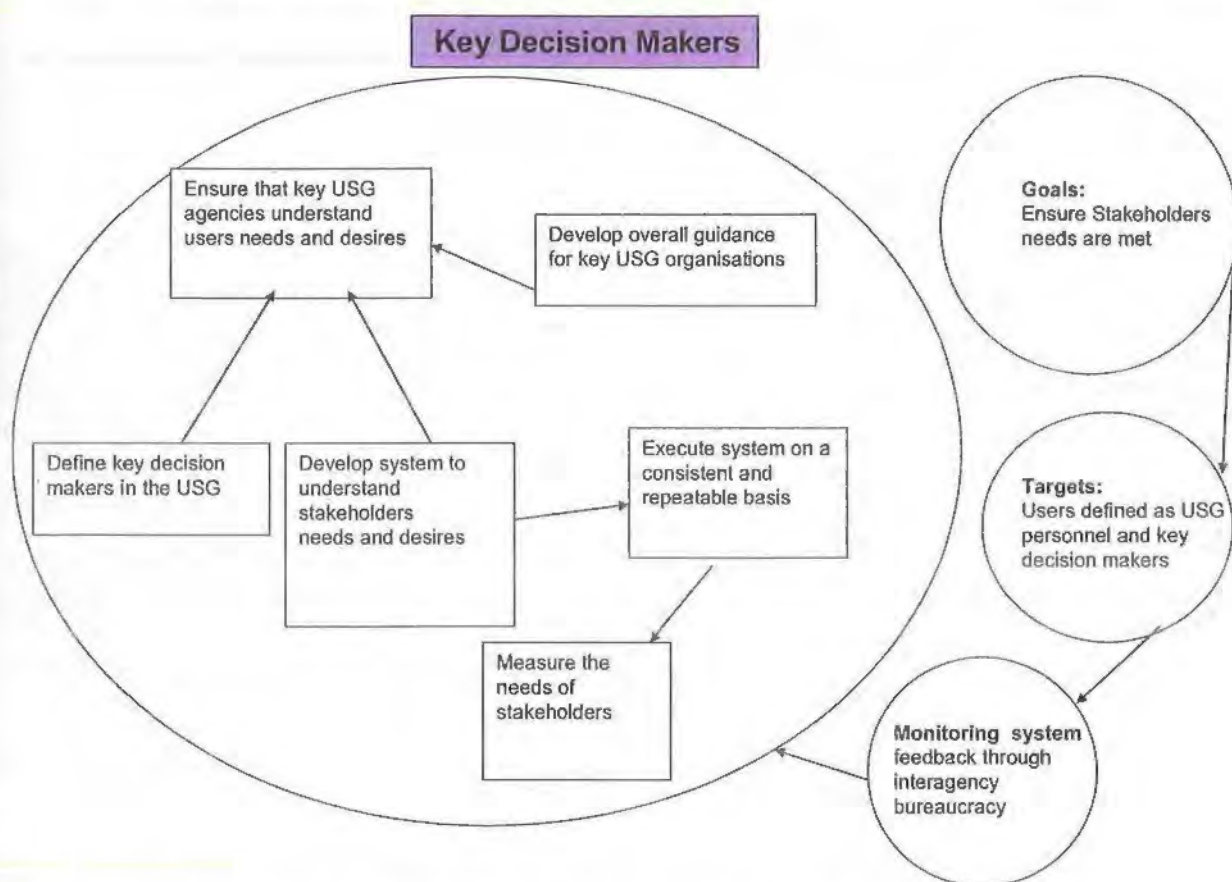 Key Decision Makers
Ensure that key USG
agencies understand
users needs and desires
Develop overall guidance
for key USG organisations
Define key decision
makers in the USG
Develop system to
understand
stakeholders
needs and desires
Execute system on a
consistent and
repeatable basis
Measure the
needs of
stakeholders
Goals:
Ensure Stakeholders
needs are met
Targets:
Users defined as USG
personnel and key
decision makers
Monitoring system
feedback through
interagency
bureaucracy